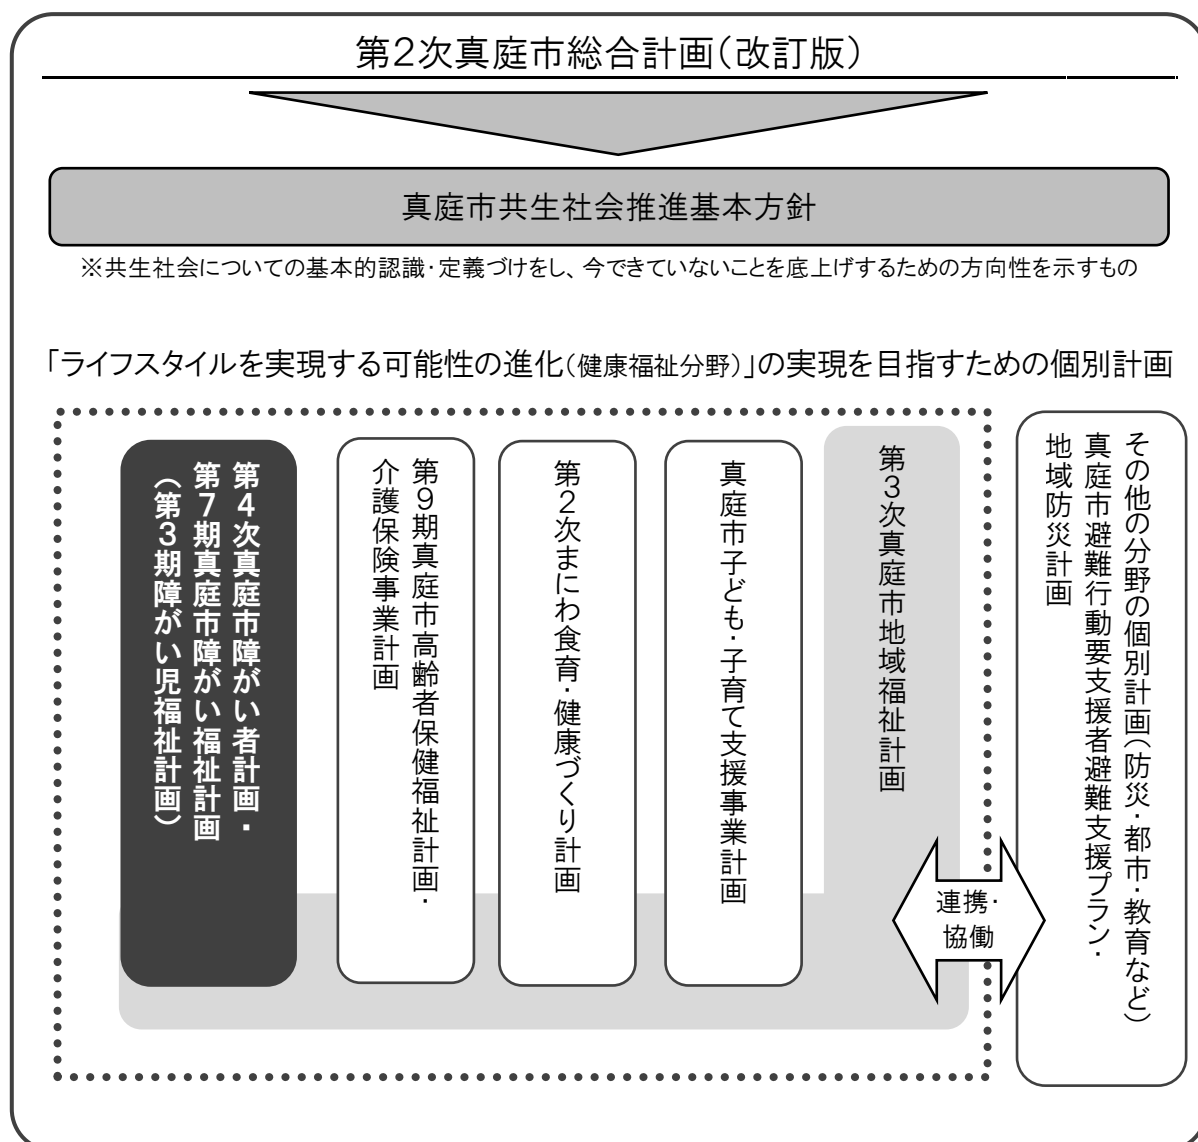 第2次真庭市総合計画(改訂版)
真庭市共生社会推進基本方針
※共生社会についての基本的認識・定義づけをし、今できていないことを底上げするための方向性を示すもの
「ライフスタイルを実現する可能性の進化(健康福祉分野)」の実現を目指すための個別計画
第4次真庭市障がい者計画・
第7期真庭市障がい福祉計画
(第3期障がい児福祉計画)
第9期真庭市高齢者保健福祉計画・
介護保険事業計画
第2次まにわ食育・健康づくり計画
真庭市子ども・子育て支援事業計画
第3次真庭市地域福祉計画
連携・
協働
その他の分野の個別計画(防災・都市・教育など)
真庭市避難行動要支援者避難支援プラン・
地域防災計画